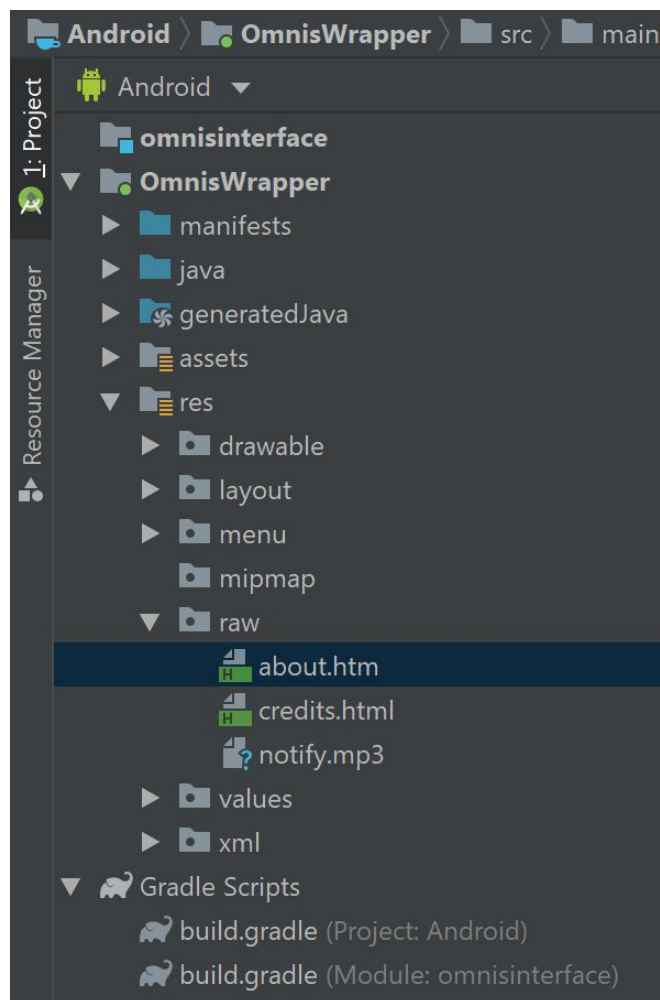 Android OmnisWrapper src main
1: Project
Resource Manager
Android
omnisinterface
OmnisWrapper
manifests
java
generatedJava
assets
res
drawable
layout
menu
mipmap
raw
about.htm
credits.html
notify.mp3
values
xml
Gradle Scripts
build.gradle (Project: Android)
build.gradle (Module: omnisinterface)